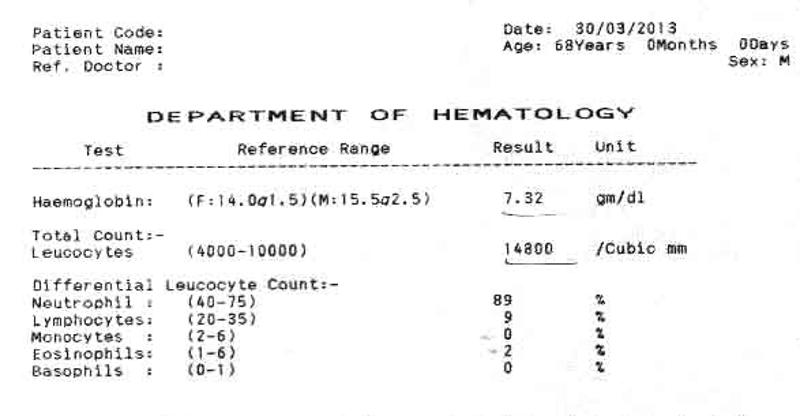 Patient Code:
Patient Name:
Ref. Doctor :
Date: 30/03/2013
Age: 68Years 0Months 0Days
Sex: M
DEPARTMENT OF HEMATOLOGY
Test Reference Range Result Unit
Haemoglobin: (F:14.0g1.5)(M:15.5g2.5) 7.32 gm/dl
Total Count:-
Leucocytes (4000-10000) 14800 /Cubic mm
Differential Leucocyte Count:-
Neutrophil : (40-75) 89 %
Lymphocytes: (20-35) 9 %
Monocytes : (2-6) 0 %
Eosinophils: (1-6) 2 %
Basophils : (0-1) 0 %